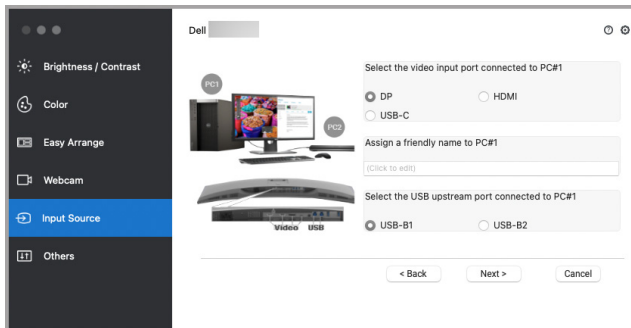 Dell
Brightness / Contrast
Color
Easy Arrange
Webcam
Input Source
Others
PC1
PC2
Video USB
Select the video input port connected to PC#1
DP HDMI
USB-C
Assign a friendly name to PC#1
(Click to edit)
Select the USB upstream port connected to PC#1
USB-B1 USB-B2
< Back Next > Cancel